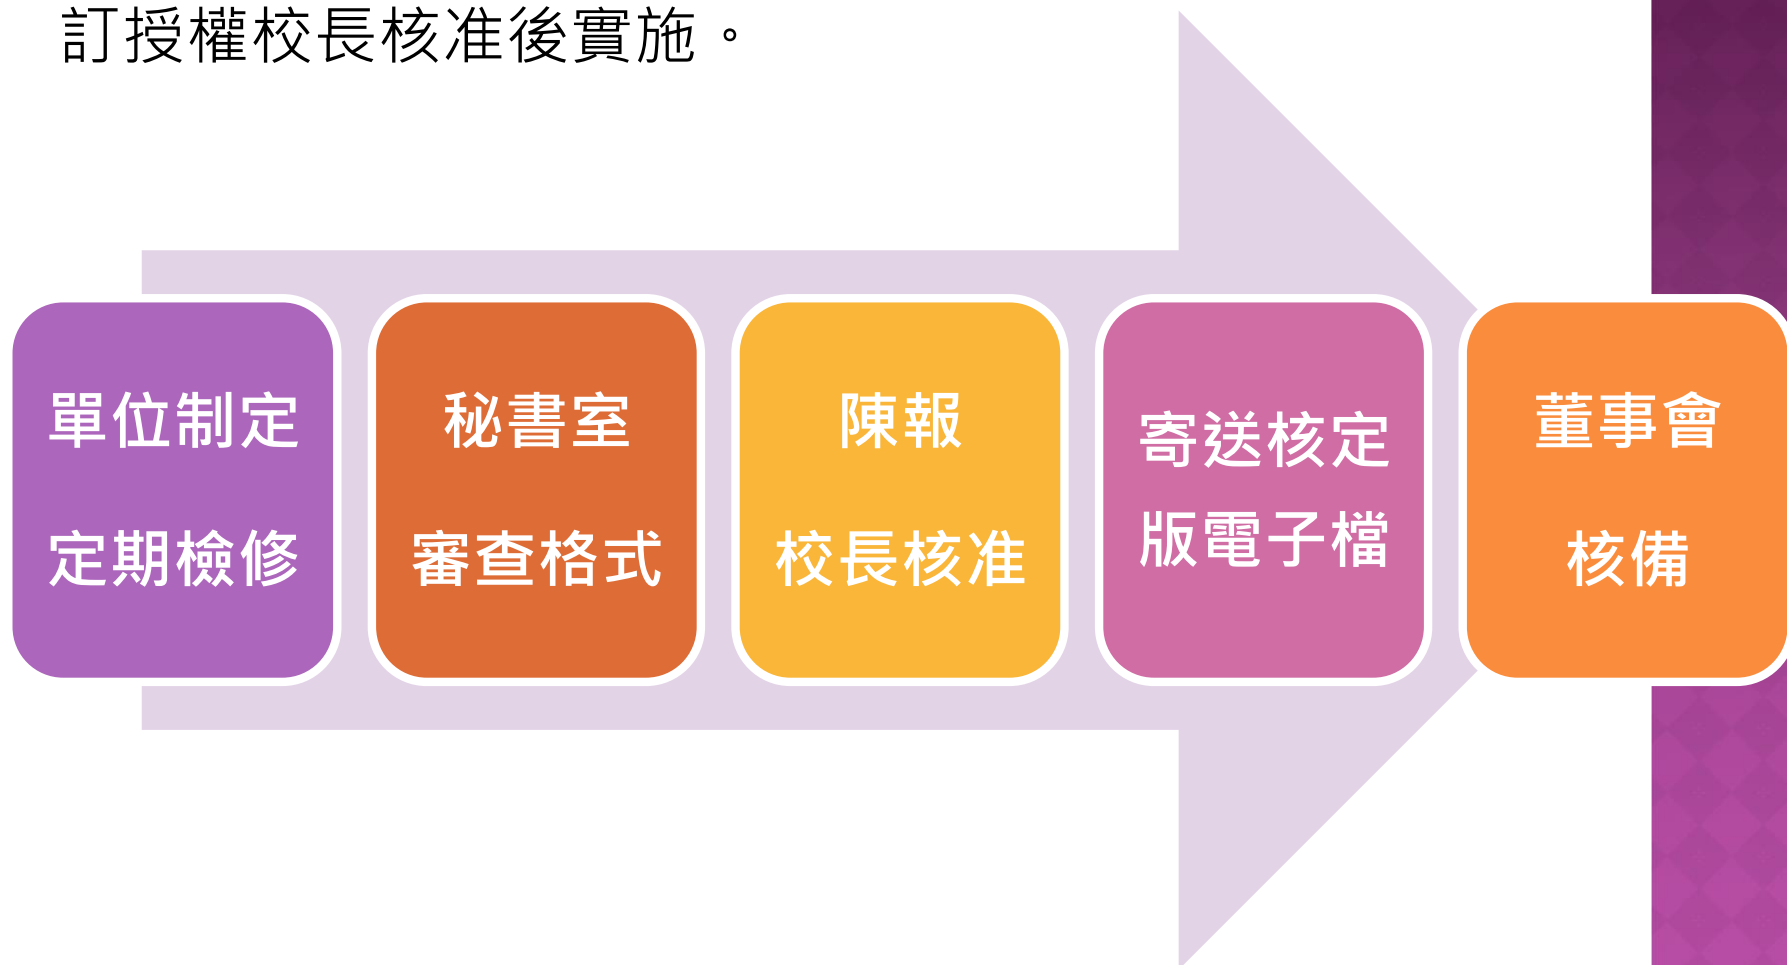 訂授權校長核准後實施。
單位制定
定期檢修
秘書室
審查格式
陳報
校長核准
寄送核定
版電子檔
董事會
核備